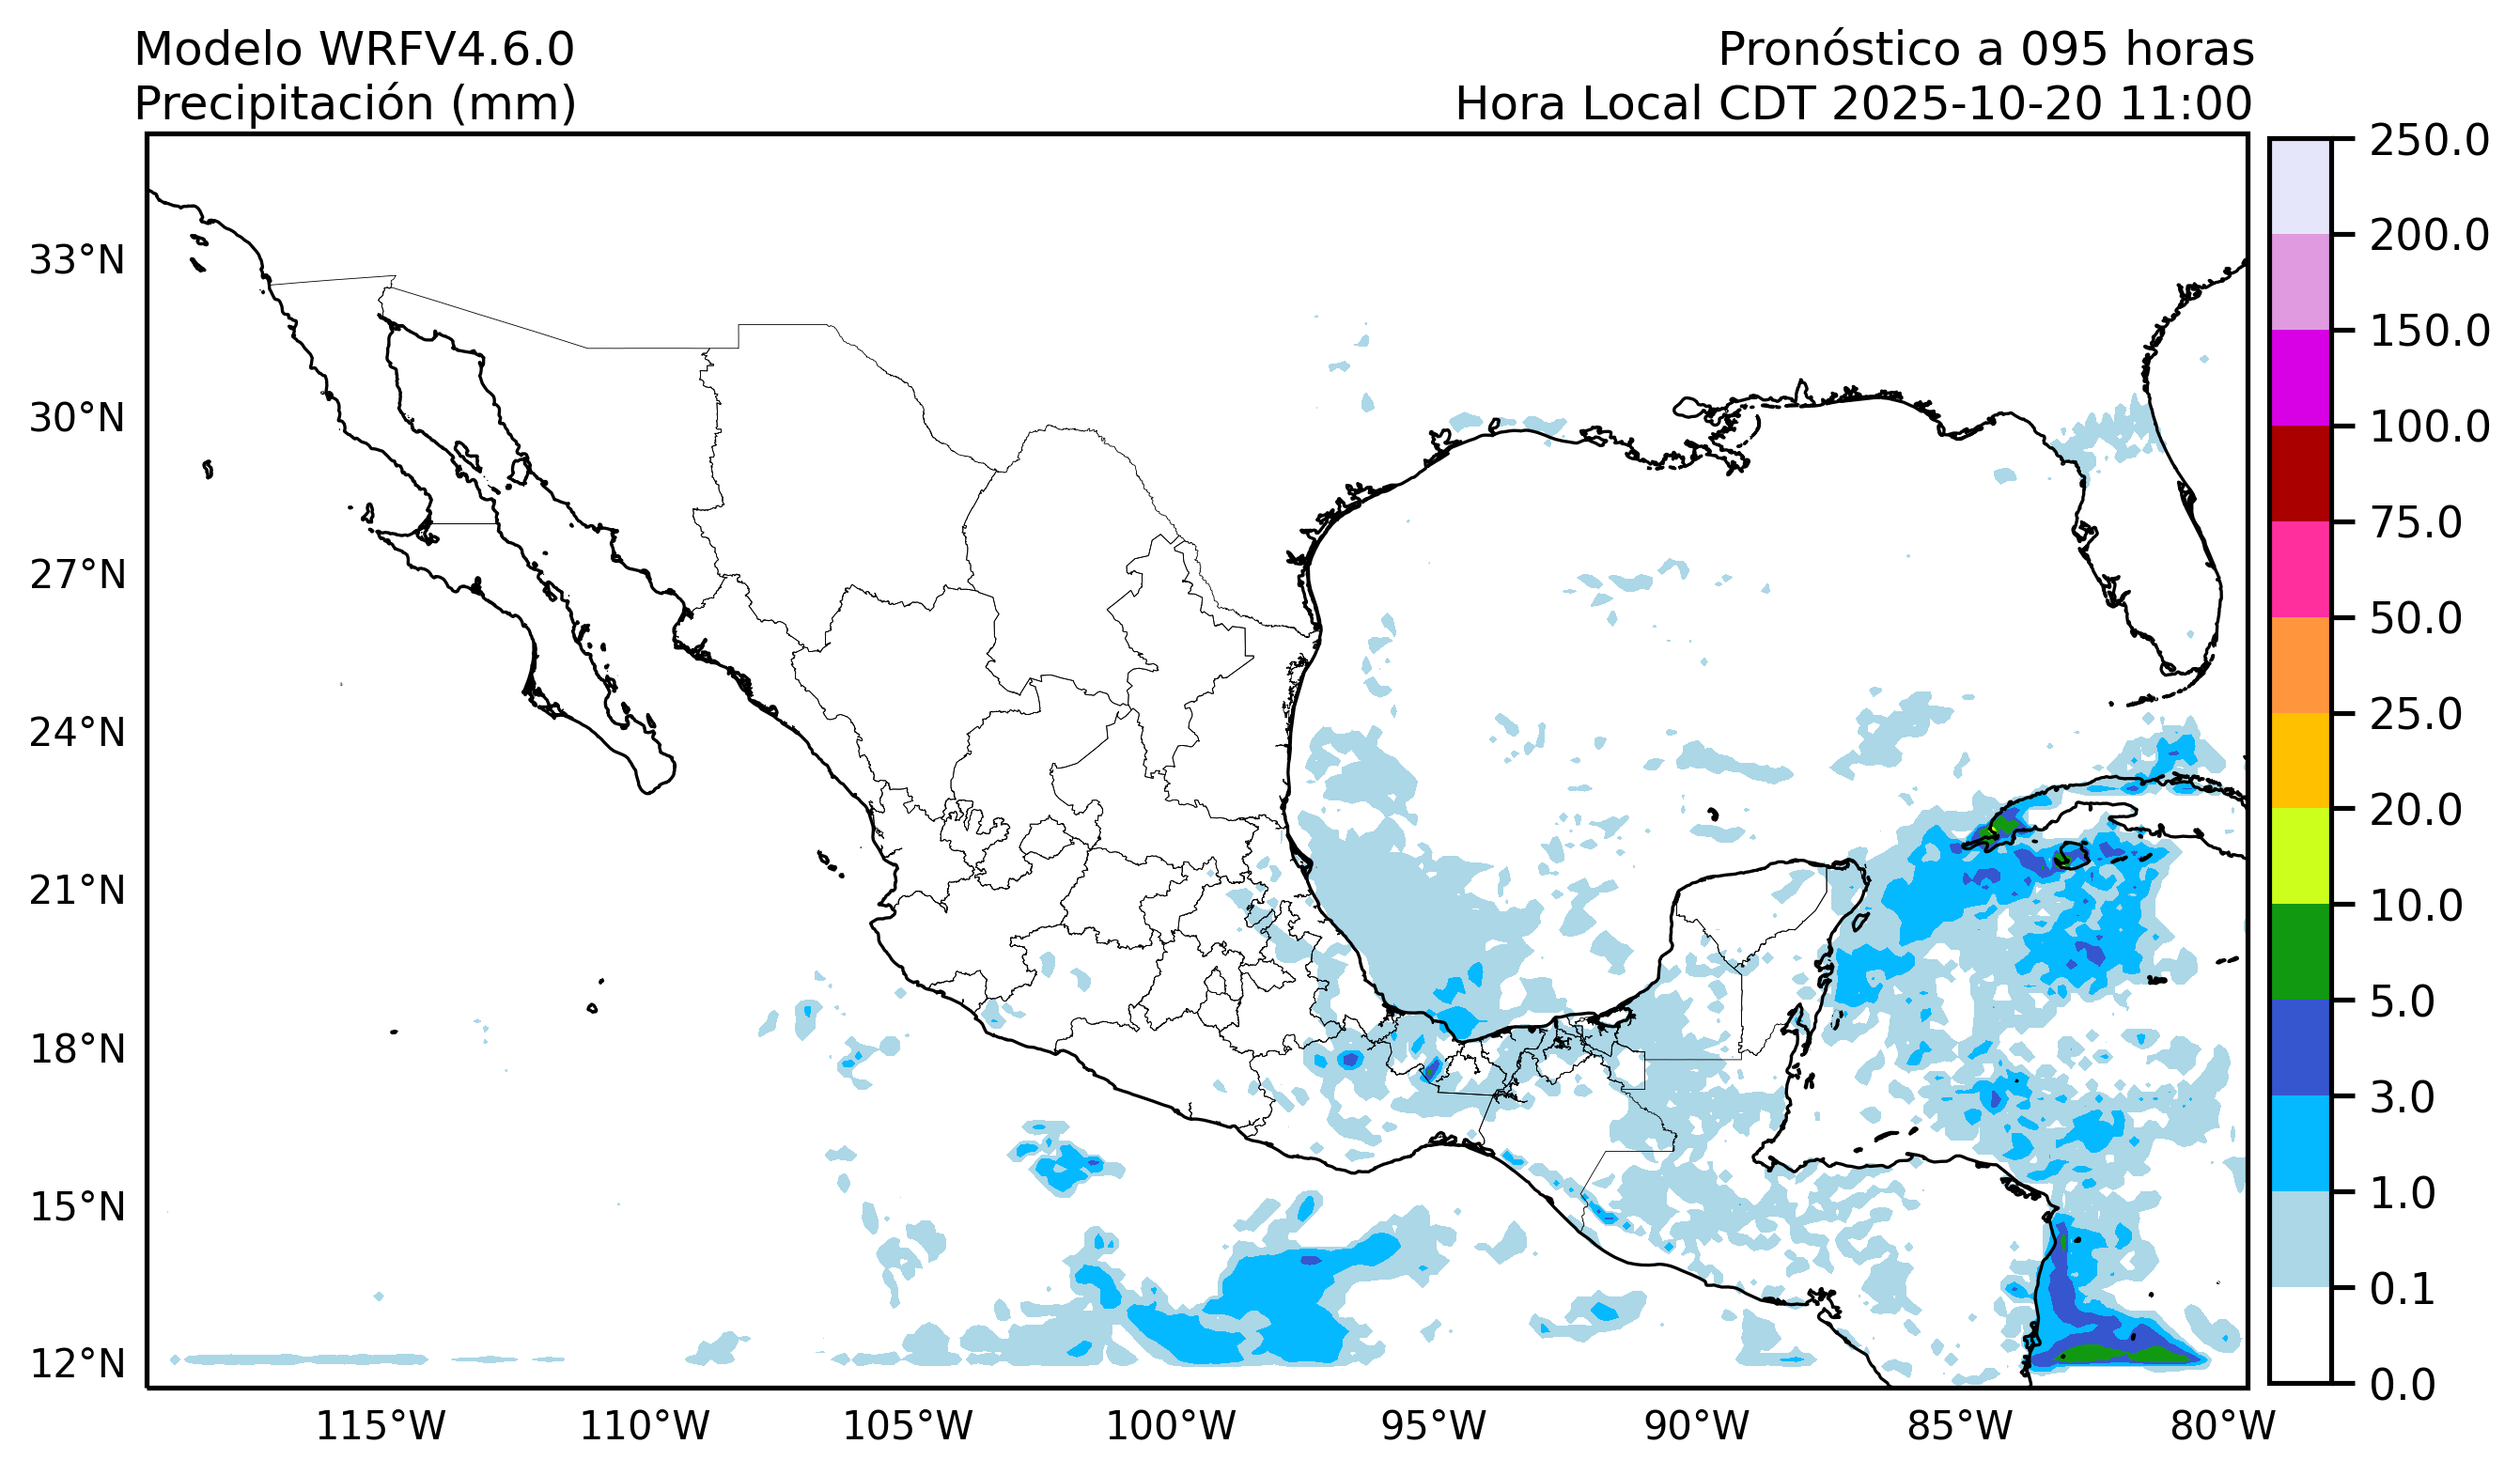 Modelo WRFV4.6.0
Precipitación (mm)
Pronóstico a 095 horas
Hora Local CDT 2025-10-20 11:00
33°N
30°N
27°N
24°N
21°N
18°N
15°N
12°N
115°W
110°W
105°W
100°W
95°W
90°W
85°W
80°W
250.0
200.0
150.0
100.0
75.0
50.0
25.0
20.0
10.0
5.0
3.0
1.0
0.1
0.0